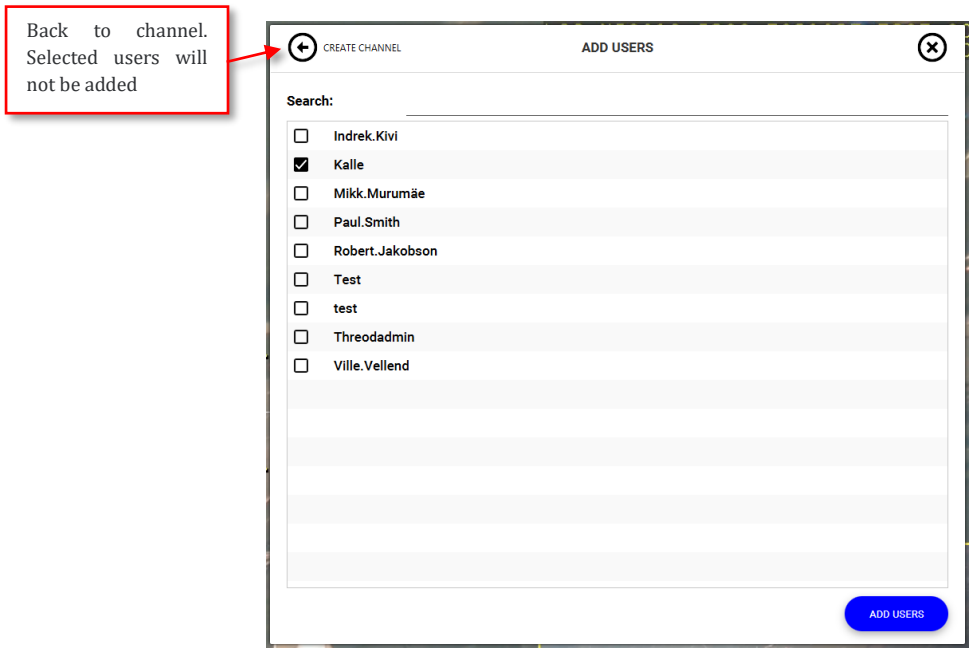 Back to channel.
Selected users will
not be added
CREATE CHANNEL
ADD USERS
Search:
Indrek.Kivi
Kalle
Mikk.Murumäe
Paul.Smith
Robert.Jakobson
Test
test
Threodadmin
Ville.Vellend
ADD USERS